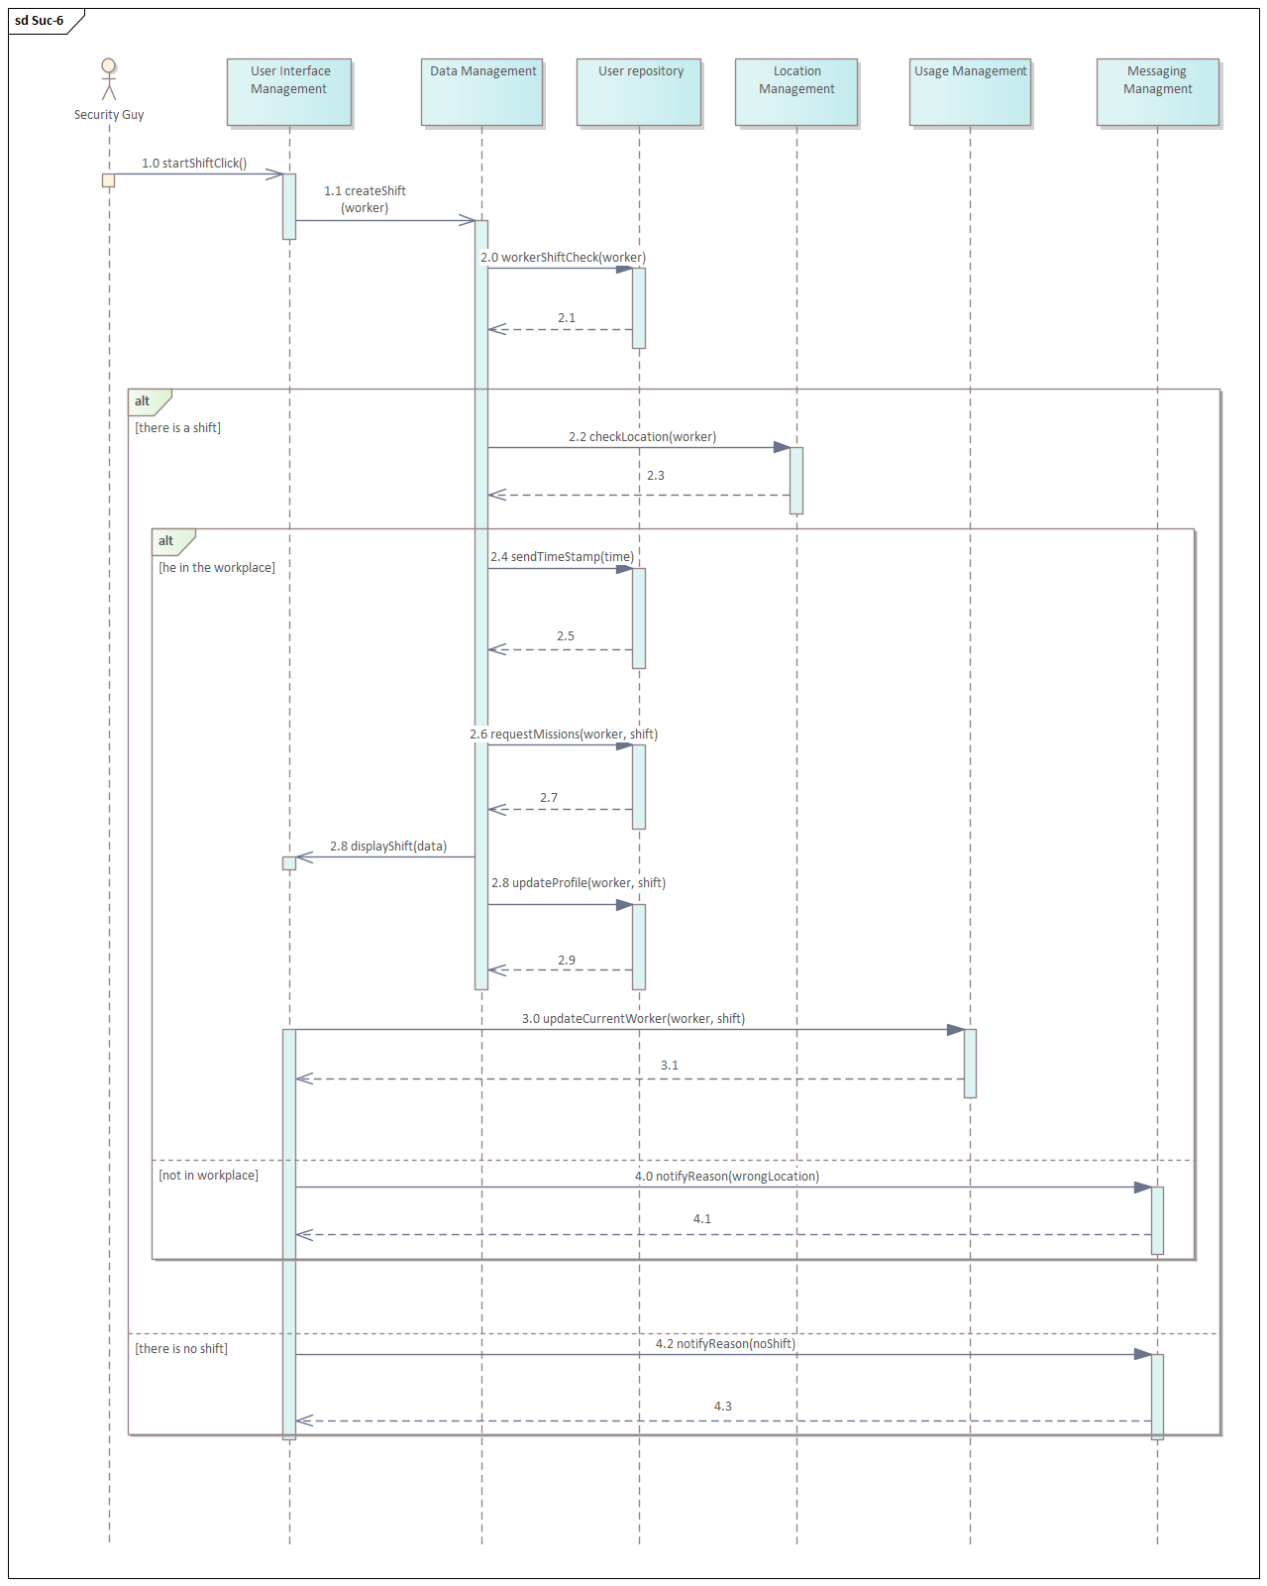 sd Suc-6
Security Guy
User Interface
Management
Data Management
User repository
Location
Management
Usage Management
Messaging
Managment
1.0 startShiftClick()
1.1 createShift
(worker)
2.0 workerShiftCheck(worker)
2.1
alt
[there is a shift]
2.2 checkLocation(worker)
2.3
alt
[he in the workplace]
2.4 sendTimeStamp(time)
2.5
2.6 requestMissions(worker, shift)
2.7
2.8 displayShift(data)
2.8 updateProfile(worker, shift)
2.9
3.0 updateCurrentWorker(worker, shift)
3.1
[not in workplace]
4.0 notifyReason(wrongLocation)
4.1
[there is no shift]
4.2 notifyReason(noShift)
4.3